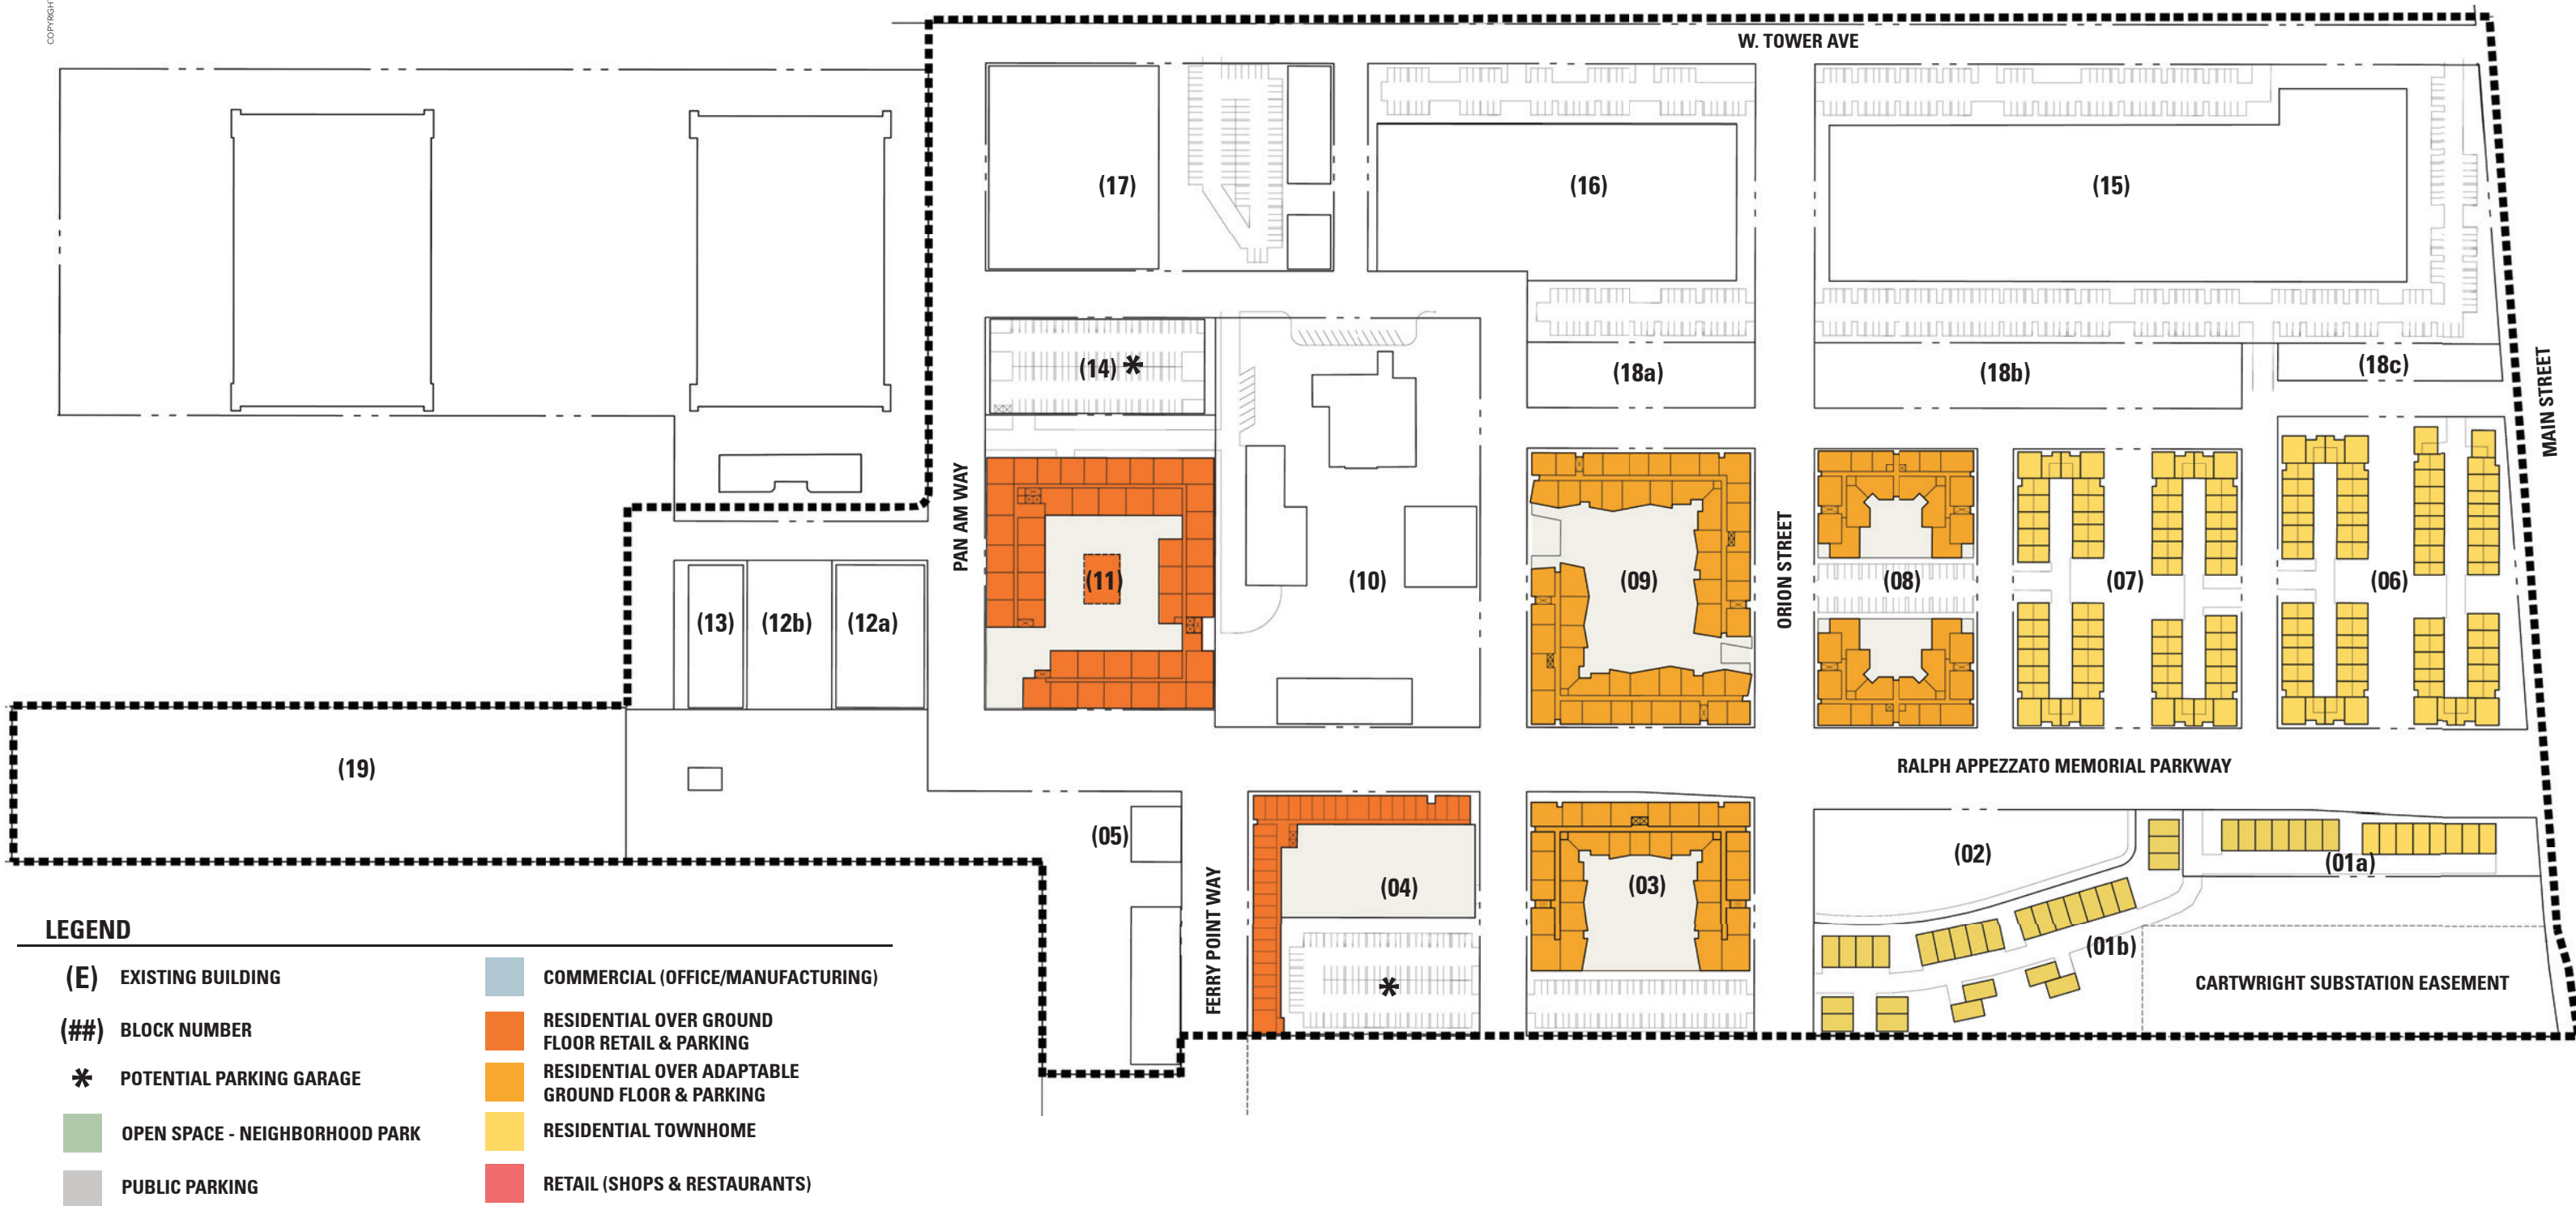 COPYRIGHT
W. TOWER AVE
(17)
(16)
(15)
(14) *
(18a)
(18b)
(18c)
MAIN STREET
PAN AM WAY
(11)
(10)
(09)
ORION STREET
(08)
(07)
(06)
(13)
(12b)
(12a)
(19)
RALPH APPEZZATO MEMORIAL PARKWAY
(05)
FERRY POINT WAY
(04)
*
(03)
(02)
(01a)
(01b)
CARTWRIGHT SUBSTATION EASEMENT
LEGEND
(E) EXISTING BUILDING
(##) BLOCK NUMBER
* POTENTIAL PARKING GARAGE
OPEN SPACE - NEIGHBORHOOD PARK
PUBLIC PARKING
COMMERCIAL (OFFICE/MANUFACTURING)
RESIDENTIAL OVER GROUND
FLOOR RETAIL & PARKING
RESIDENTIAL OVER ADAPTABLE
GROUND FLOOR & PARKING
RESIDENTIAL TOWNHOME
RETAIL (SHOPS & RESTAURANTS)